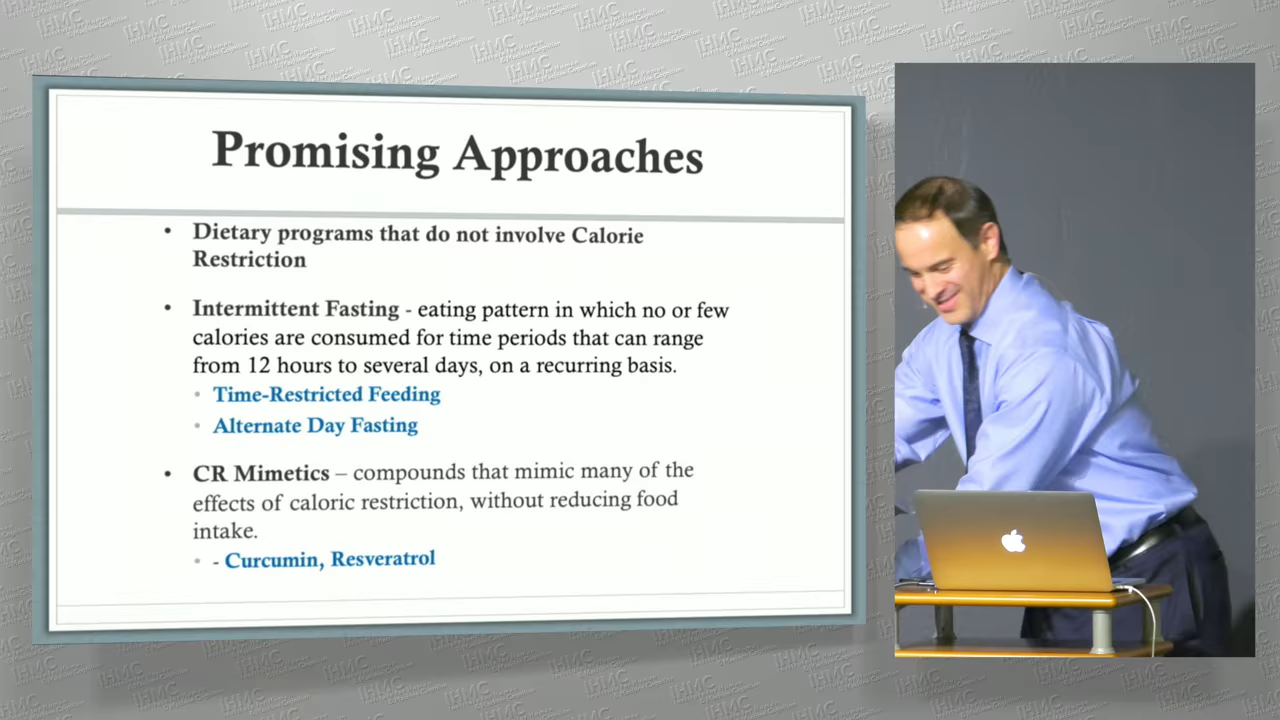 Promising Approaches
• Dietary programs that do not involve Calorie
Restriction
• Intermittent Fasting - eating pattern in which no or few
calories are consumed for time periods that can range
from 12 hours to several days, on a recurring basis.
• Time-Restricted Feeding
• Alternate Day Fasting
• CR Mimetics – compounds that mimic many of the
effects of caloric restriction, without reducing food
intake.
• - Curcumin, Resveratrol
IHMC